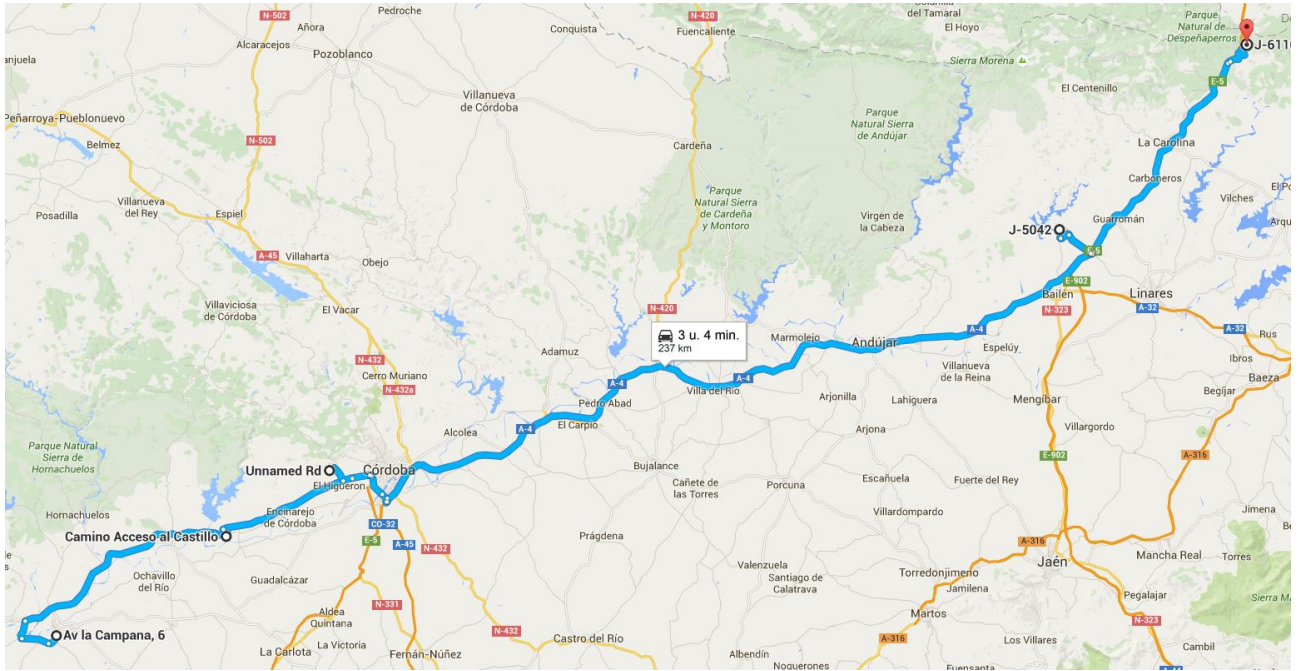 N-502
Pedroche
N-420
Fuencaliente
del Tamaral
El Hoyo
Parque
Natural de
Despeñaperros
J-6110
Añora
Conquista
Alcaracejos
Pozoblanco
Sierra Morena
E-5
El Centenillo
Villanueva
de Córdoba
Peñarroya-Pueblonuevo
Belmez
N-502
Parque
Natural Sierra
de Andújar
Cardeña
La Carolina
Carboneros
Villanueva
del Rey
Posadilla
Espiel
Parque
Natural Sierra
de Cardeña
y Montoro
Virgen de
la Cabeza
Vilches
El Po
Guarromán
Arqu
J-5042
E-5
A-45
Villaharta
Obejo
E-902
Bailén
Linares
Villaviciosa
de Córdoba
El Vacar
N-420
N-323
A-32
A-32
Rus
3 u. 4 min.
237 km
Marmolejo
Andújar
A-4
Espelúy
Ibros
Baeza
Adamuz
N-432
Cerro Muriano
N-432a
A-4
A-4
Villa del Río
Villanueva
de la Reina
Begíjar
Pedro Abad
El Carpio
Arjonilla
Lahiguera
Mengíbar
A-4
Alcolea
Arjona
Villargordo
A-316
Parque Natural
Sierra de
Hornachuelos
Unnamed Rd
Córdoba
El Higuerón
Bujalance
Cañete de
las Torres
Porcuna
Escañuela
E-902
Fuerte del Rey
Hornachuelos
Encinarejo
de Córdoba
Villardompardo
Jimena
CO-32
Camino Acceso al Castillo
E-5
A-45
N-432
Prágdena
A-316
A-316
Jaén
Mancha Real
Torres
Ochavillo
del Río
Guadalcázar
Valenzuela
Santiago de
Calatrava
Torredonjimeno
Jamilena
Pegalajar
Sierra Má
N-331
Aldea
Quintana
Martos
N-323
Av la Campana, 6
La Carlota
La Victoria
N-432
Fernán-Núñez
Castro del Río
A-316
Los Villares
Cambil
Albendín
Noguerones
Fuensanta